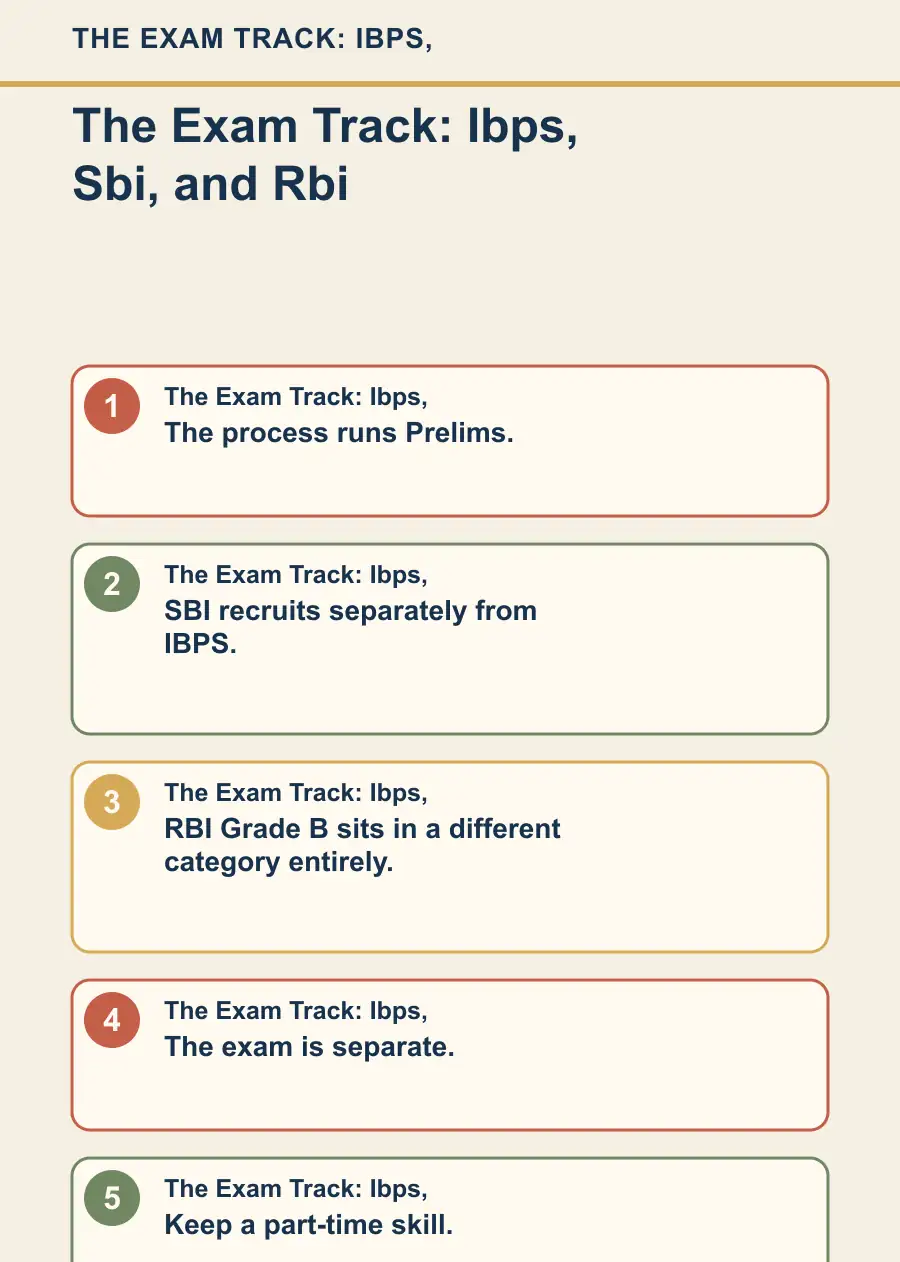 THE EXAM TRACK: IBPS,
The Exam Track: Ibps,
Sbi, and Rbi
1
The Exam Track: Ibps,
The process runs Prelims.
2
The Exam Track: Ibps,
SBI recruits separately from
IBPS.
3
The Exam Track: Ibps,
RBI Grade B sits in a different
category entirely.
4
The Exam Track: Ibps,
The exam is separate.
5
The Exam Track: Ibps,
Keep a part-time skill.